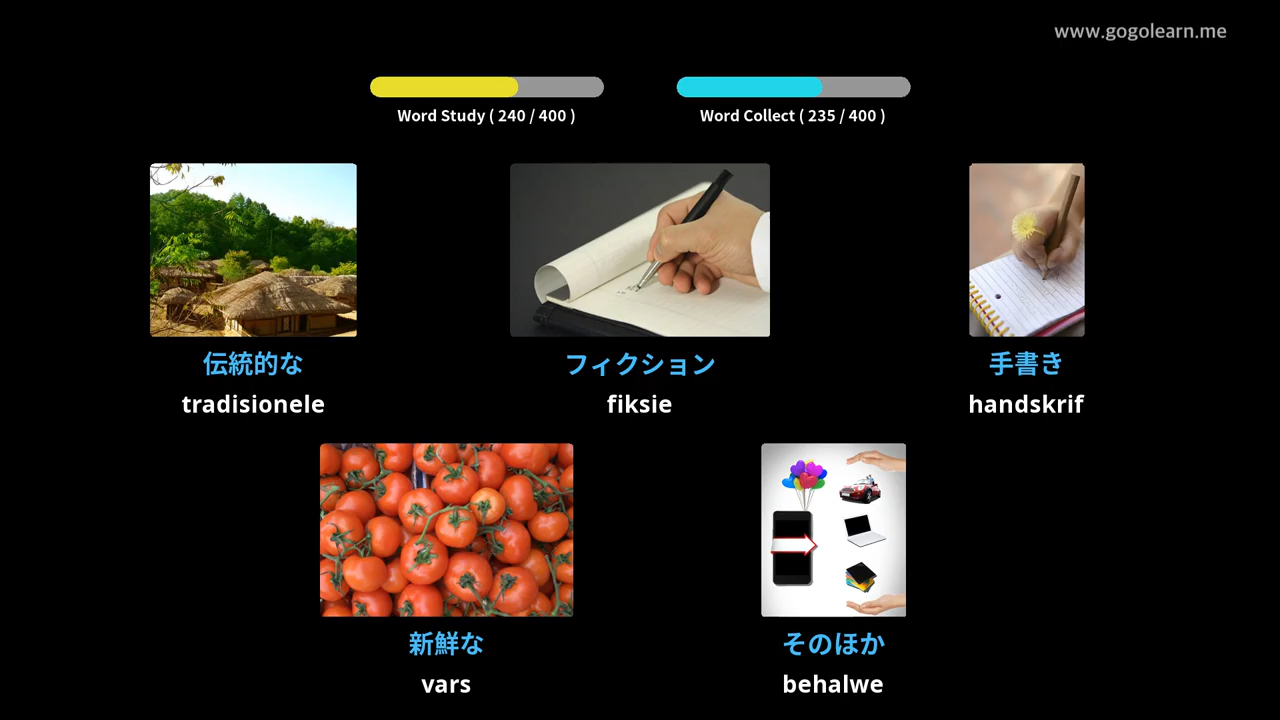 www.gogolearn.me
Word Study ( 240 / 400 )
Word Collect ( 235 / 400 )
伝統的な
tradisionele
フィクション
fiksie
手書き
handskrif
新鮮な
vars
そのほか
behalwe